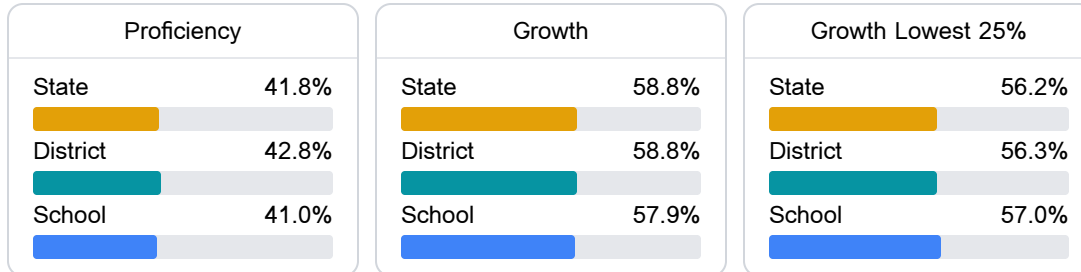 Proficiency
State 41.8%
District 42.8%
School 41.0%
Growth
State 58.8%
District 58.8%
School 57.9%
Growth Lowest 25%
State 56.2%
District 56.3%
School 57.0%